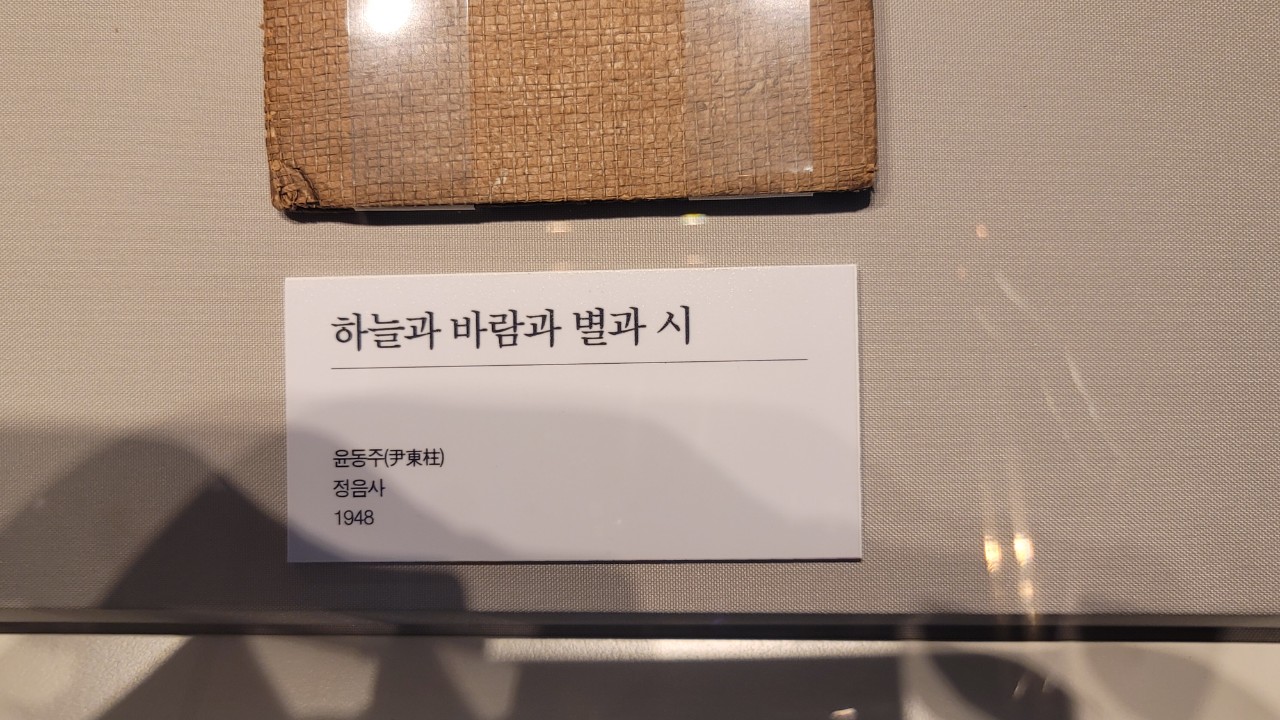 하늘과 바람과 별과 시
윤동주(尹東柱)
정음사
1948